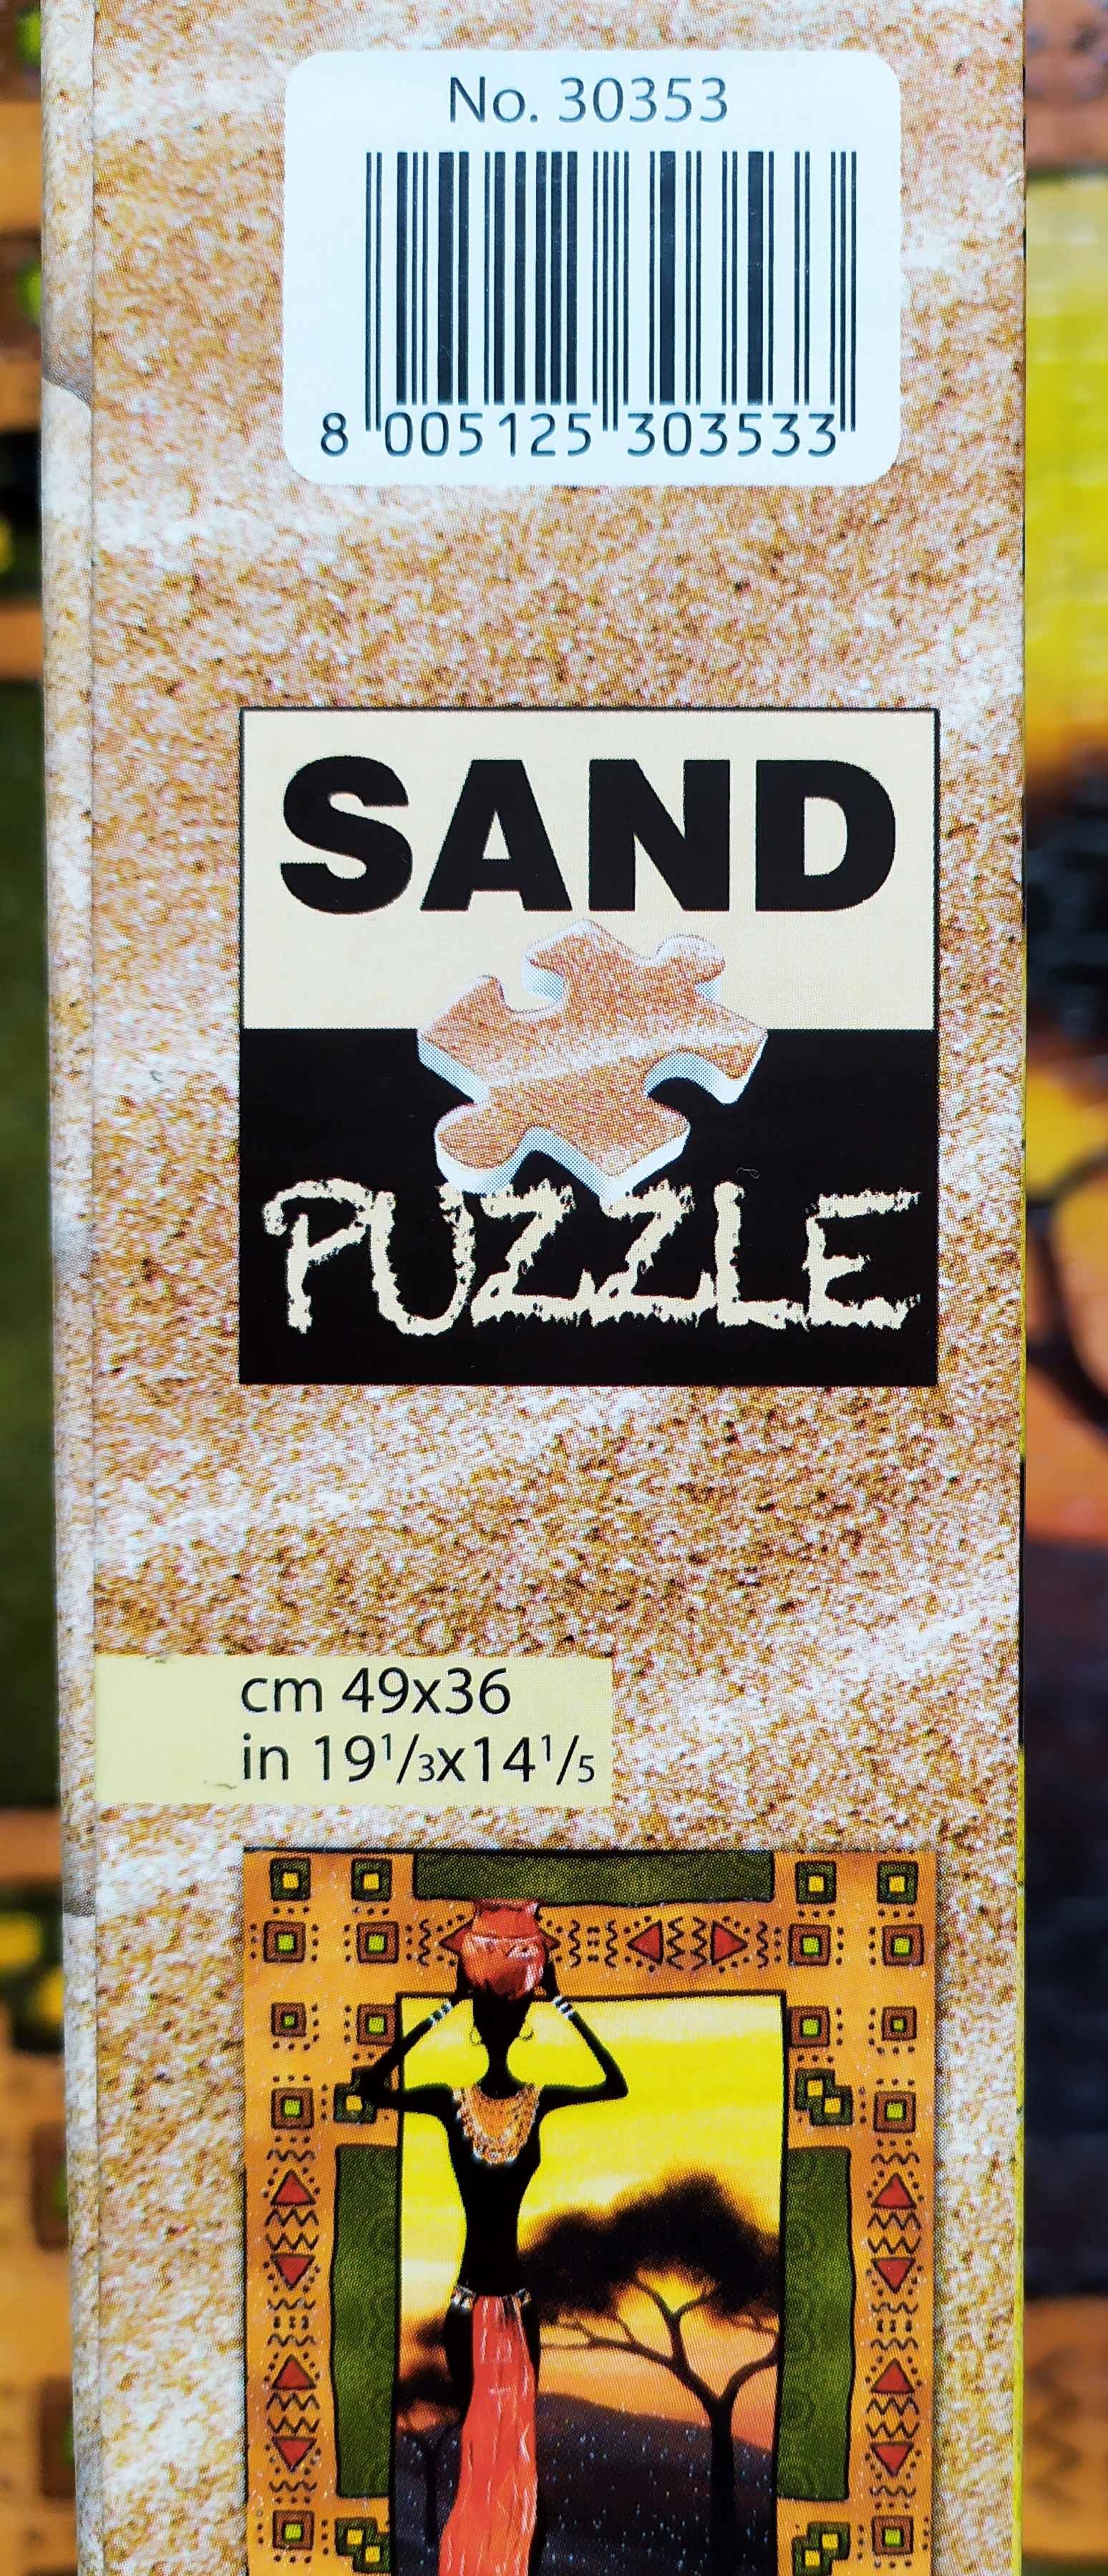 No. 30353
8 005125 303533
SAND
PUZZLE
cm 49x36
in 19¹/₃x14¹/₅